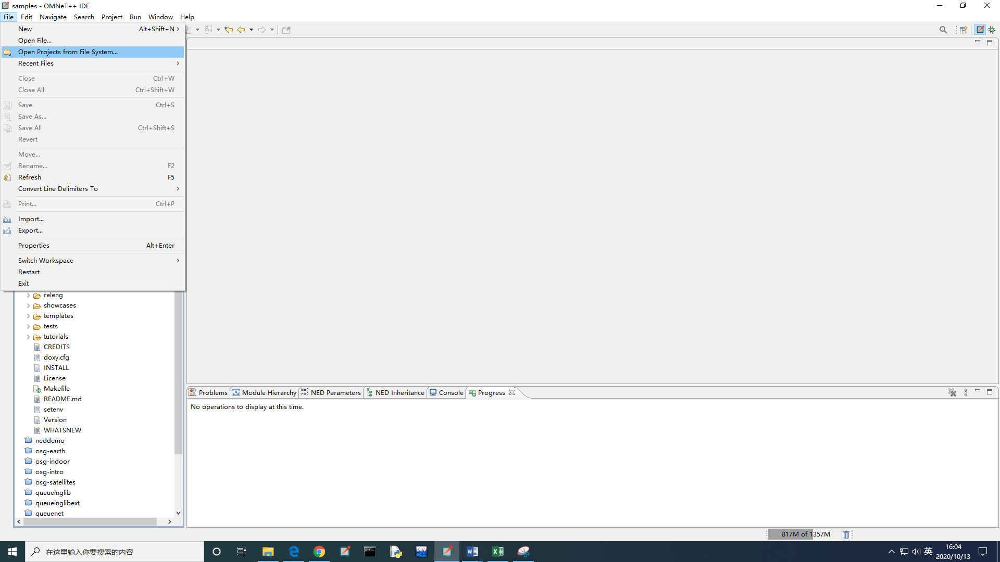 samples - OMNeT++ IDE
File Edit Navigate Search Project Run Window Help
New Alt+Shift+N
Open File...
Open Projects from File System...
Recent Files
Close Ctrl+W
Close All Ctrl+Shift+W
Save Ctrl+S
Save As...
Save All Ctrl+Shift+S
Revert
Move...
Rename... F2
Refresh F5
Convert Line Delimiters To
Print... Ctrl+P
Import...
Export...
Properties Alt+Enter
Switch Workspace
Restart
Exit
releng
showcases
templates
tests
tutorials
CREDITS
doxy.cfg
INSTALL
License
Makefile
README.md
setenv
Version
WHATSNEW
neddemo
osg-earth
osg-indoor
osg-intro
osg-satellites
queueinglib
queueinglibext
queuenet
Problems Module Hierarchy NED Parameters NED Inheritance Console Progress
No operations to display at this time.
817M of 1357M
在这里输入你要搜索的内容
DEV
英
16:04
2020/10/13